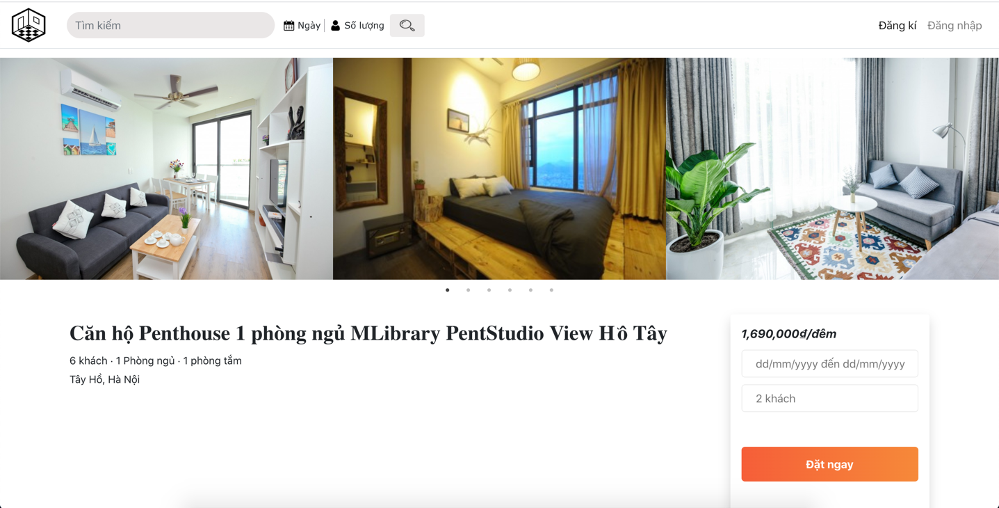 Tìm kiếm
Ngày
Số lượng
Đăng kí
Đăng nhập
Căn hộ Penthouse 1 phòng ngủ MLibrary PentStudio View Hồ Tây
6 khách · 1 Phòng ngủ · 1 phòng tắm
Tây Hồ, Hà Nội
1,690,000₫/đêm
dd/mm/yyyy đến dd/mm/yyyy
2 khách
Đặt ngay